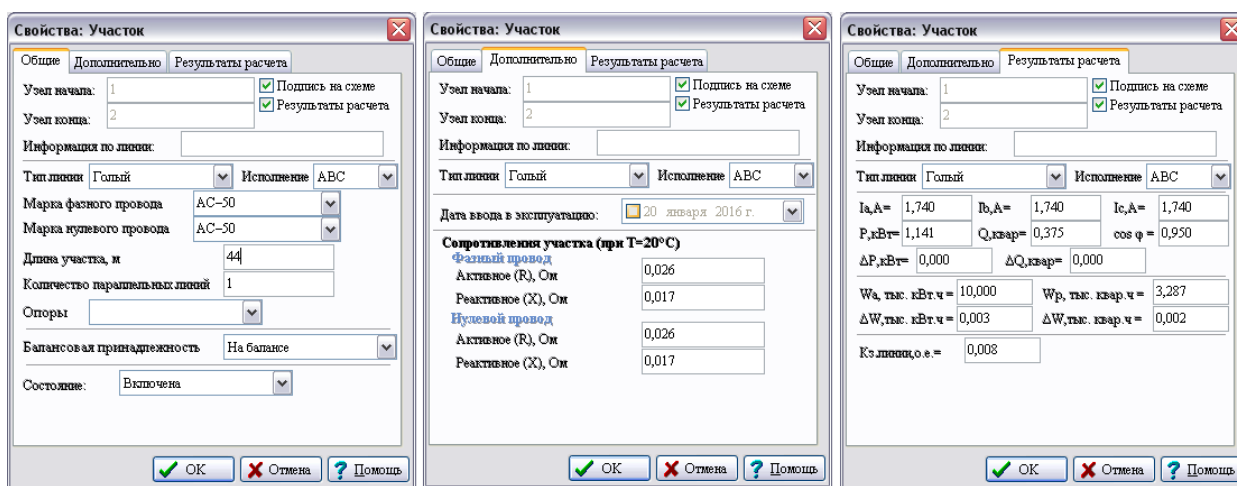 Свойства: Участок
Общие Дополнительно Результаты расчета
Узел начала: 1 Подпись на схеме
Узел конца: 2 Результаты расчета
Информация по линии:
Тип линии Голый Исполнение АВС
Марка фазного провода АС-50
Марка нулевого провода АС-50
Длина участка, м 44
Количество параллельных линий 1
Опоры
Балансовая принадлежность На балансе
Состояние: Включена
ОК Отмена ? Помощь
Свойства: Участок
Общие Дополнительно Результаты расчета
Узел начала: 1 Подпись на схеме
Узел конца: 2 Результаты расчета
Информация по линии:
Тип линии Голый Исполнение АВС
Дата ввода в эксплуатацию: 20 января 2016 г.
Сопротивления участка (при Т=20°С)
Фазный провод
Активное (R), Ом 0,026
Реактивное (X), Ом 0,017
Нулевой провод
Активное (R), Ом 0,026
Реактивное (X), Ом 0,017
ОК Отмена ? Помощь
Свойства: Участок
Общие Дополнительно Результаты расчета
Узел начала: 1 Подпись на схеме
Узел конца: 2 Результаты расчета
Информация по линии:
Тип линии Голый Исполнение АВС
Ia,А= 1,740 Ib,А= 1,740 Ic,А= 1,740
P,кВт= 1,141 Q,квар= 0,375 cos φ = 0,950
ΔP,кВт= 0,000 ΔQ,квар= 0,000
Wa, тыс. кВт.ч = 10,000 Wp, тыс. квар.ч = 3,287
ΔW,тыс. кВт.ч = 0,003 ΔW,тыс. квар.ч = 0,002
Кз.линии,о.е.= 0,008
ОК Отмена ? Помощь